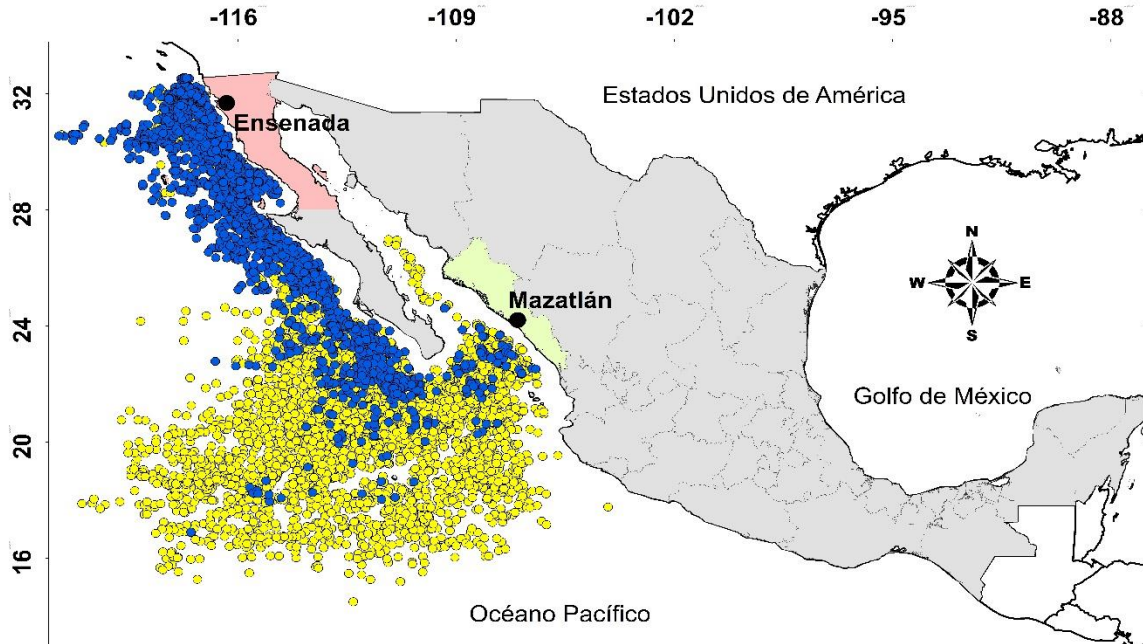 -116 -109 -102 -95 -88
32
Estados Unidos de América
Ensenada
28
N
W E
S
Mazatlán
24
Golfo de México
20
16
Océano Pacífico